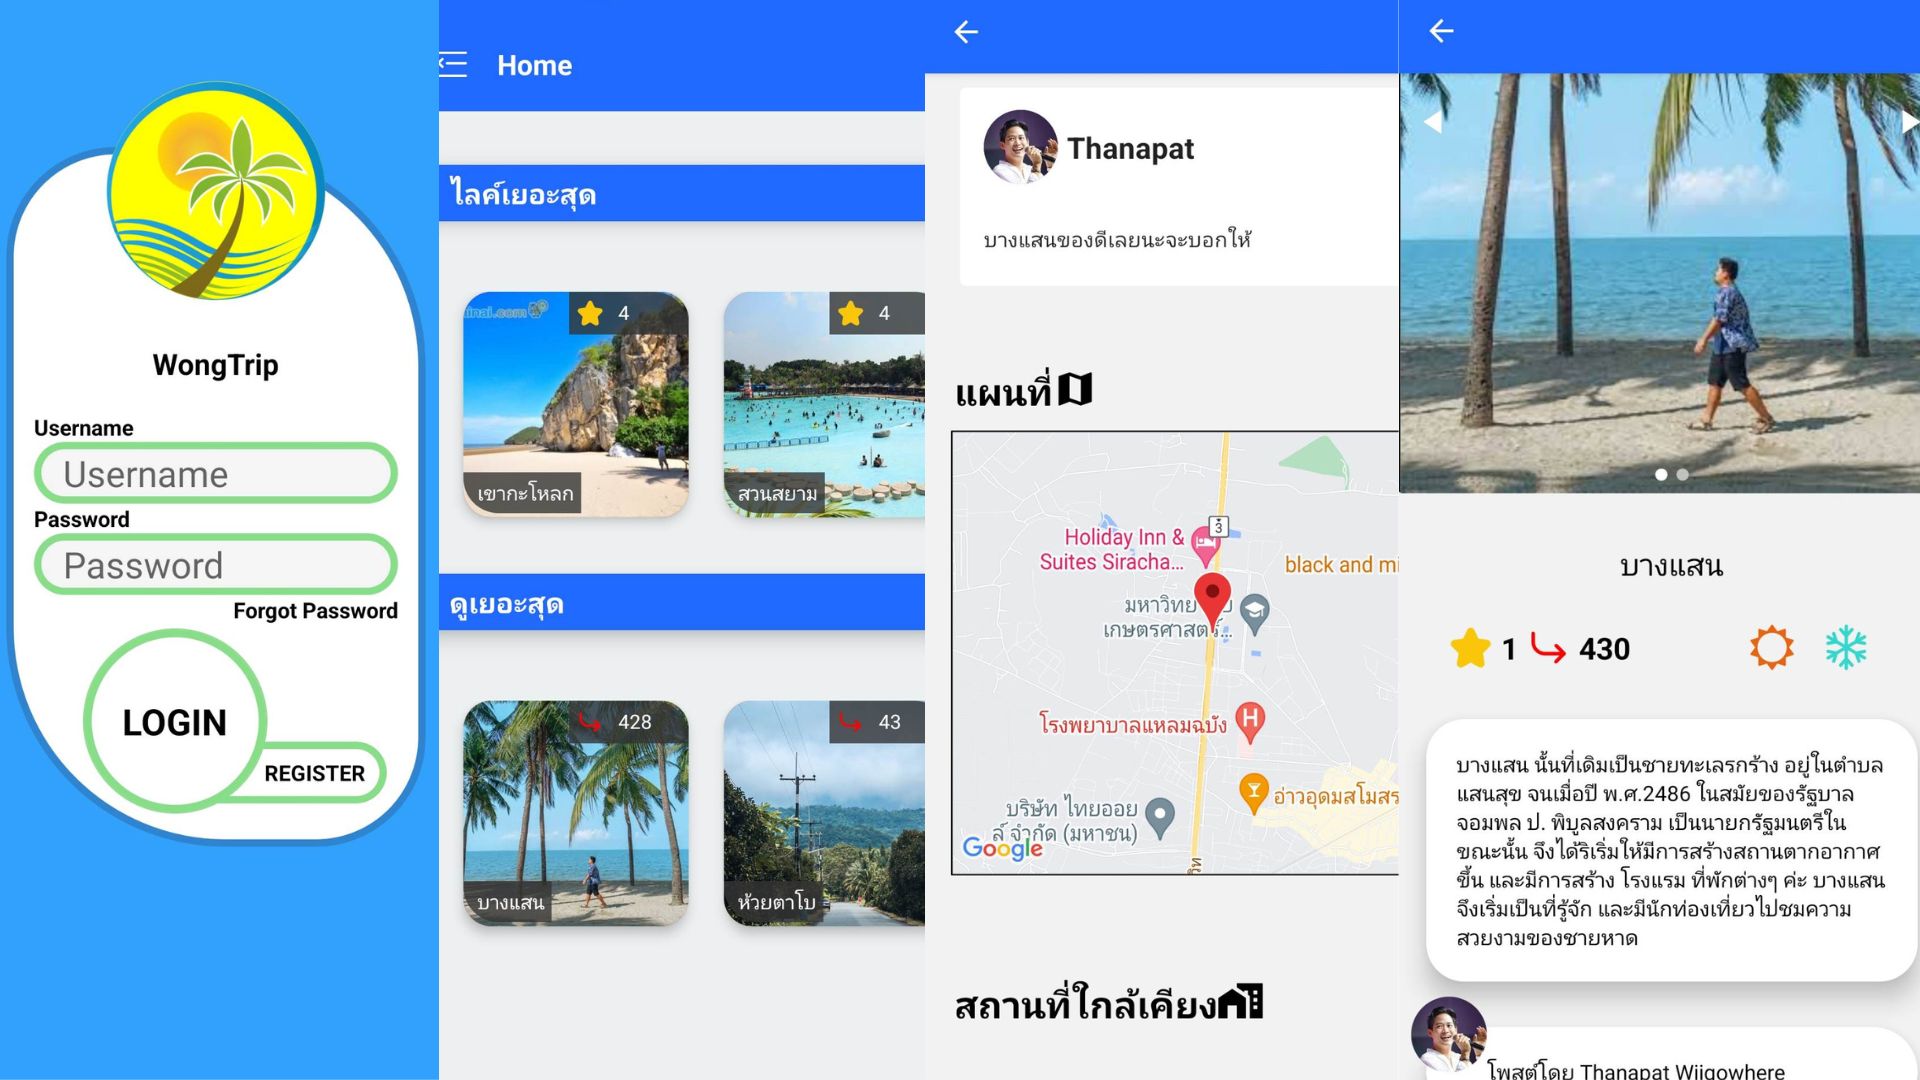 WongTrip
Username
Username
Password
Password
Forgot Password
LOGIN
REGISTER
Home
ไลค์เยอะสุด
4
เขากะโหลก
4
สวนสยาม
ดูเยอะสุด
428
บางแสน
43
ห้วยตาโบ
Thanapat
บางแสนของดีเลยนะจะบอกให้
แผนที่
3
Holiday Inn &
Suites Siracha...
black and mi
เกษตรศาสตร์...
โรงพยาบาลแหลมฉบัง
H
อ่าวอุดมสโมสร
บริษัท ไทยออย
ล์ จำกัด (มหาชน)
Google
สถานที่ใกล้เคียง
บางแสน
1 430
บางแสน นั้นที่เดิมเป็นชายทะเลรกร้าง อยู่ในตำบล
แสนสุข จนเมื่อปี พ.ศ.2486 ในสมัยของรัฐบาล
จอมพล ป. พิบูลสงคราม เป็นนายกรัฐมนตรีใน
ขณะนั้น จึงได้ริเริ่มให้มีการสร้างสถานตากอากาศ
ขึ้น และมีการสร้าง โรงแรม ที่พักต่างๆ ค่ะ บางแสน
จึงเริ่มเป็นที่รู้จัก และมีนักท่องเที่ยวไปชมความ
สวยงามของชายหาด
โพสต์โดย Thanapat Wiigowhere